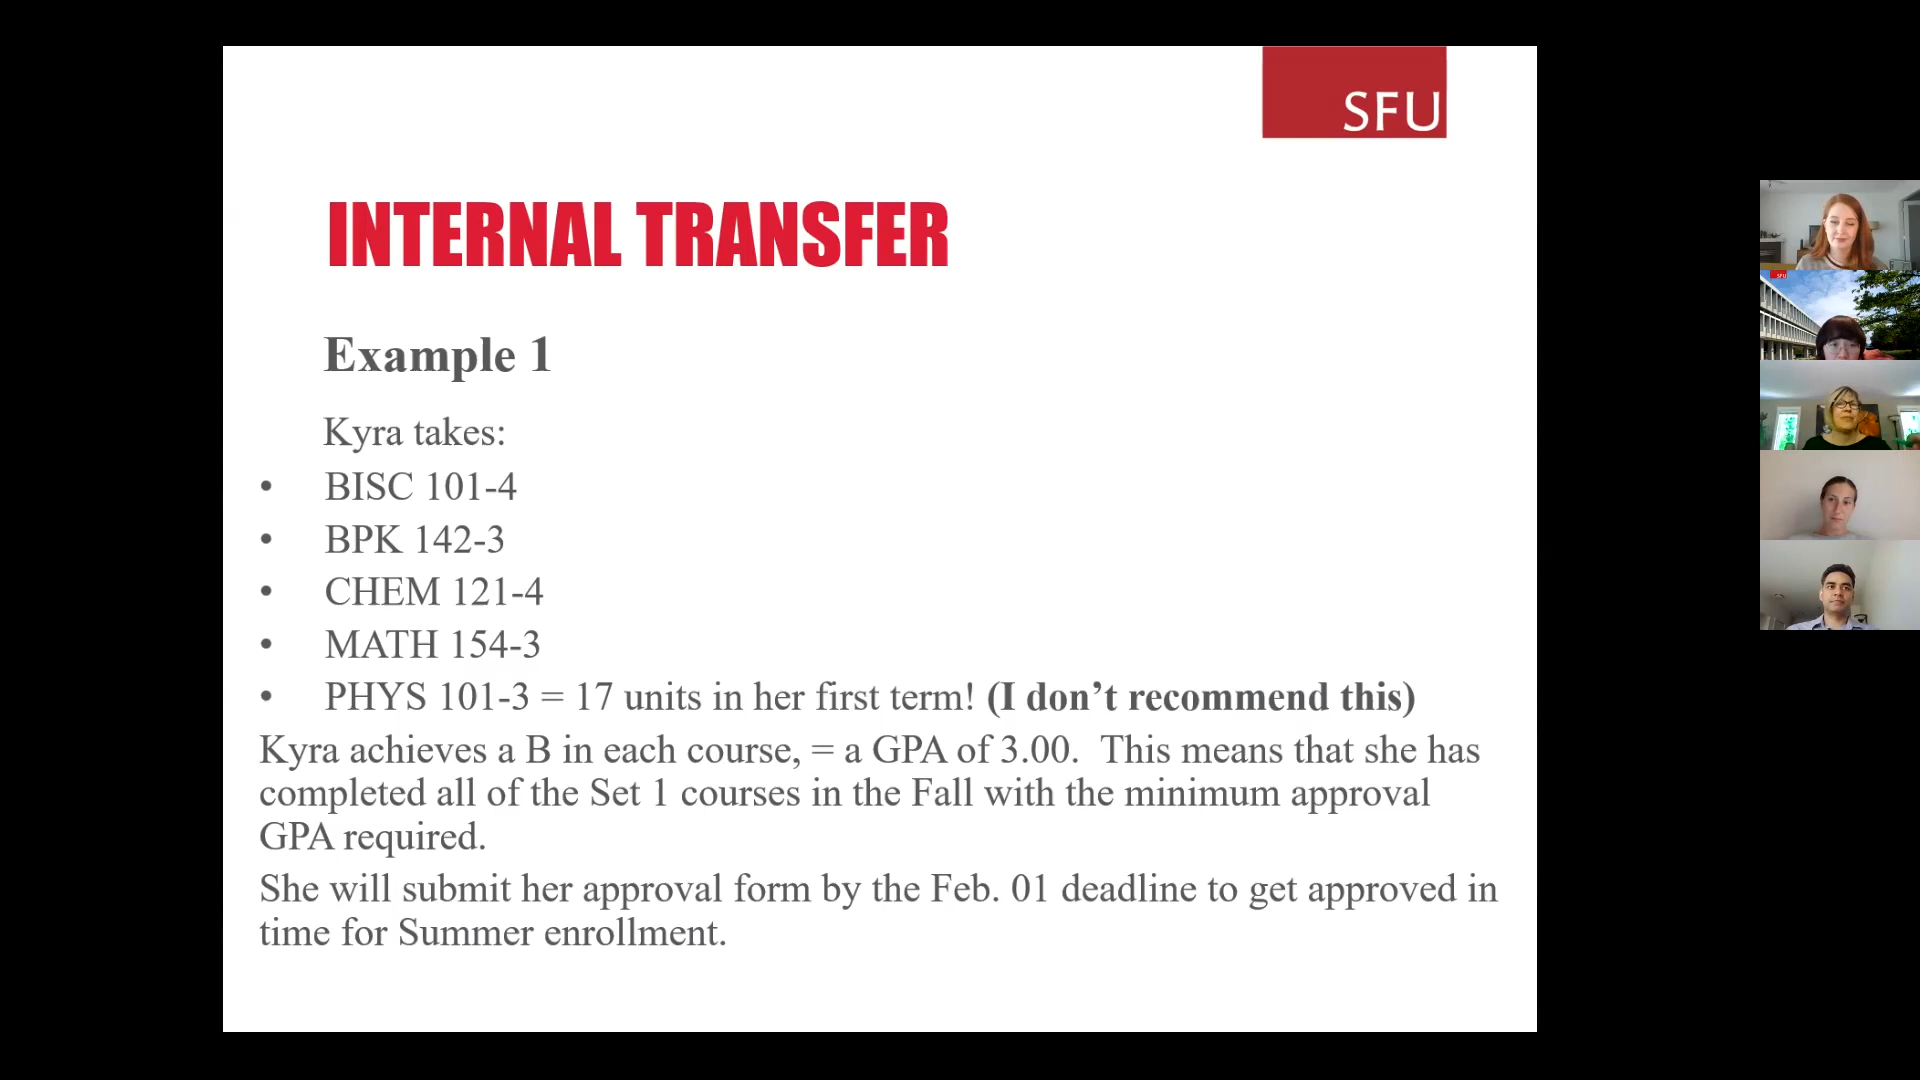 SFU
INTERNAL TRANSFER
Example 1
Kyra takes:
• BISC 101-4
• BPK 142-3
• CHEM 121-4
• MATH 154-3
• PHYS 101-3 = 17 units in her first term! (I don’t recommend this)
Kyra achieves a B in each course, = a GPA of 3.00. This means that she has
completed all of the Set 1 courses in the Fall with the minimum approval
GPA required.
She will submit her approval form by the Feb. 01 deadline to get approved in
time for Summer enrollment.
SFU